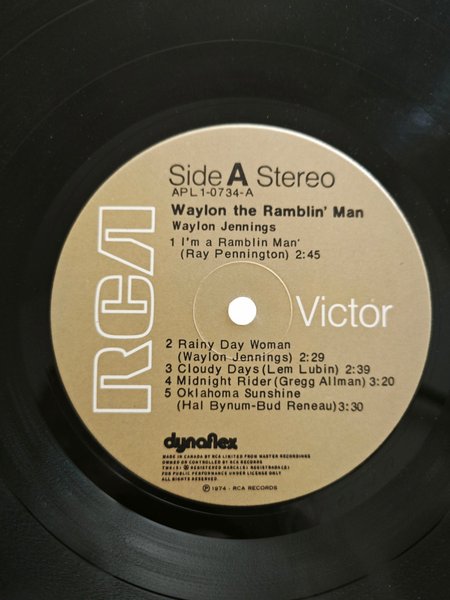 Side A Stereo
APL1-0734-A
Waylon the Ramblin' Man
Waylon Jennings
1 I'm a Ramblin Man'
(Ray Pennington) 2:45
RCA
Victor
2 Rainy Day Woman
(Waylon Jennings) 2:29
3 Cloudy Days (Lem Lubin) 2:39
4 Midnight Rider (Gregg Allman) 3:20
5 Oklahoma Sunshine
(Hal Bynum-Bud Reneau) 3:30
dynaflex
MADE IN CANADA BY RCA LIMITED FROM MASTER RECORDINGS
OWNED OR CONTROLLED BY RCA RECORDS
TMK(S) ® REGISTERED MARCA(S) REGISTRADA(S)
FOR PUBLIC PERFORMANCE UNDER LICENSE ONLY
ALL RIGHTS RESERVED
℗ 1974 - RCA RECORDS